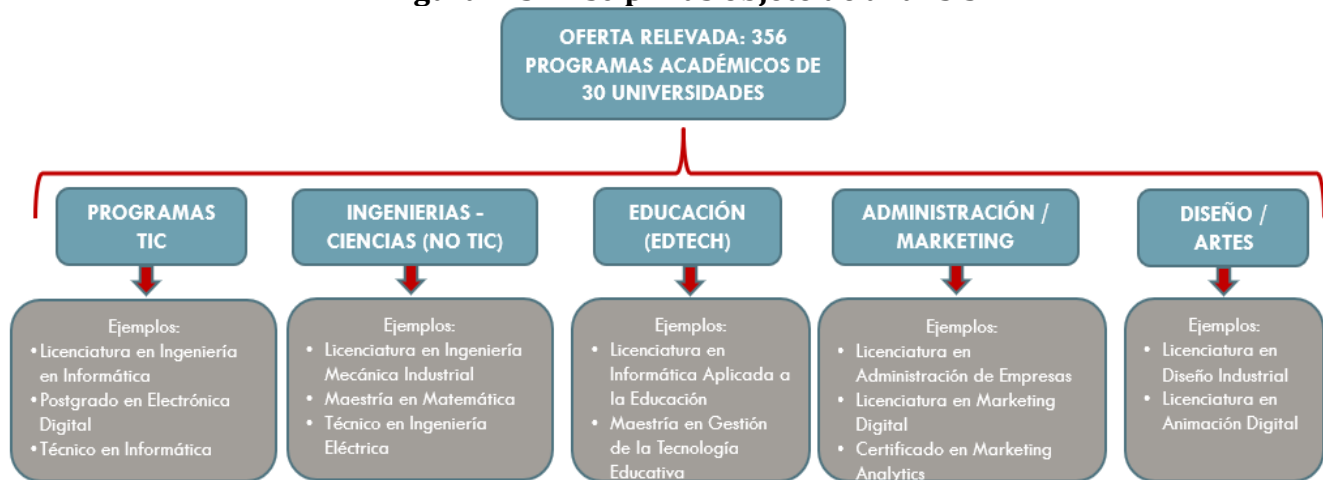 OFERTA RELEVADA: 356
PROGRAMAS ACADÉMICOS DE
30 UNIVERSIDADES
PROGRAMAS
TIC
INGENIERIAS -
CIENCIAS (NO TIC)
EDUCACIÓN
(EDTECH)
ADMINISTRACIÓN /
MARKETING
DISEÑO /
ARTES
Ejemplos:
• Licenciatura en Ingeniería
en Informática
• Postgrado en Electrónica
Digital
• Técnico en Informática
Ejemplos:
• Licenciatura en Ingeniería
Mecánica Industrial
• Maestría en Matemática
• Técnico en Ingeniería
Eléctrica
Ejemplos:
• Licenciatura en
Informática Aplicada a
la Educación
• Maestría en Gestión
de la Tecnología
Educativa
Ejemplos:
• Licenciatura en
Administración de Empresas
• Licenciatura en Marketing
Digital
• Certificado en Marketing
Analytics
Ejemplos:
• Licenciatura en
Diseño Industrial
• Licenciatura en
Animación Digital